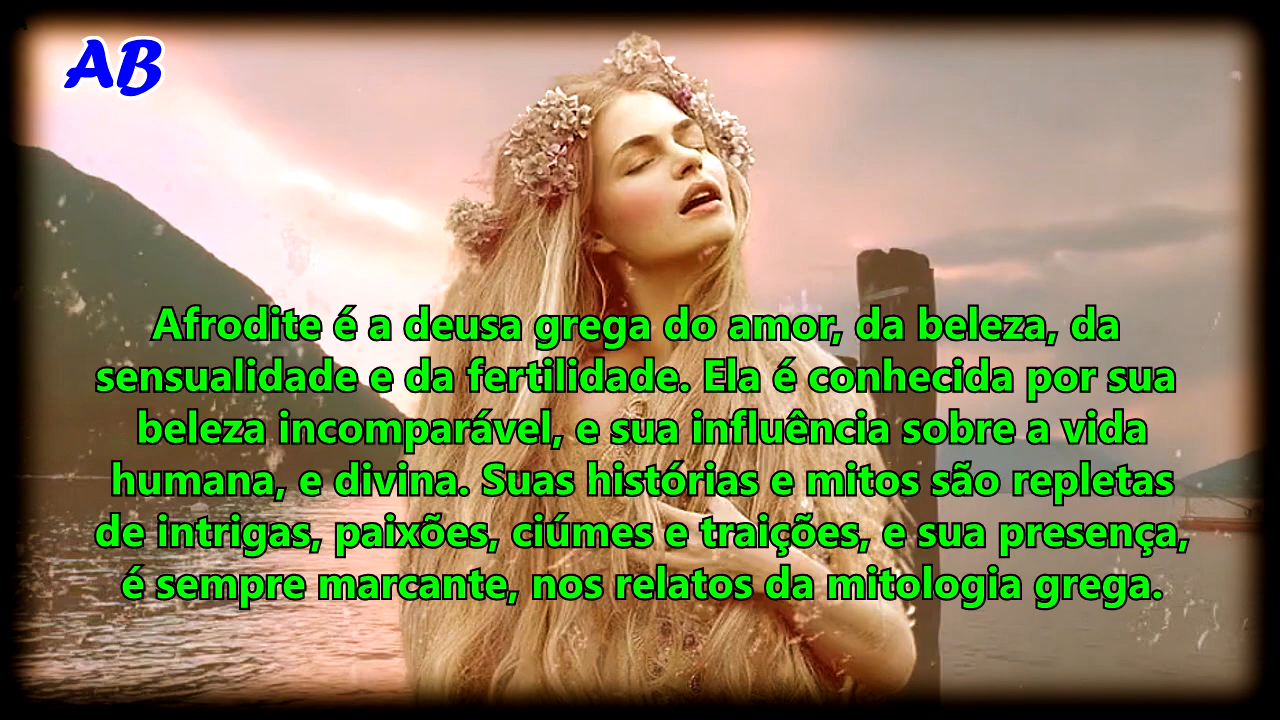 AB
Afrodite é a deusa grega do amor, da beleza, da
sensualidade e da fertilidade. Ela é conhecida por sua
beleza incomparável, e sua influência sobre a vida
humana, e divina. Suas histórias e mitos são repletas
de intrigas, paixões, ciúmes e traições, e sua presença,
é sempre marcante, nos relatos da mitologia grega.